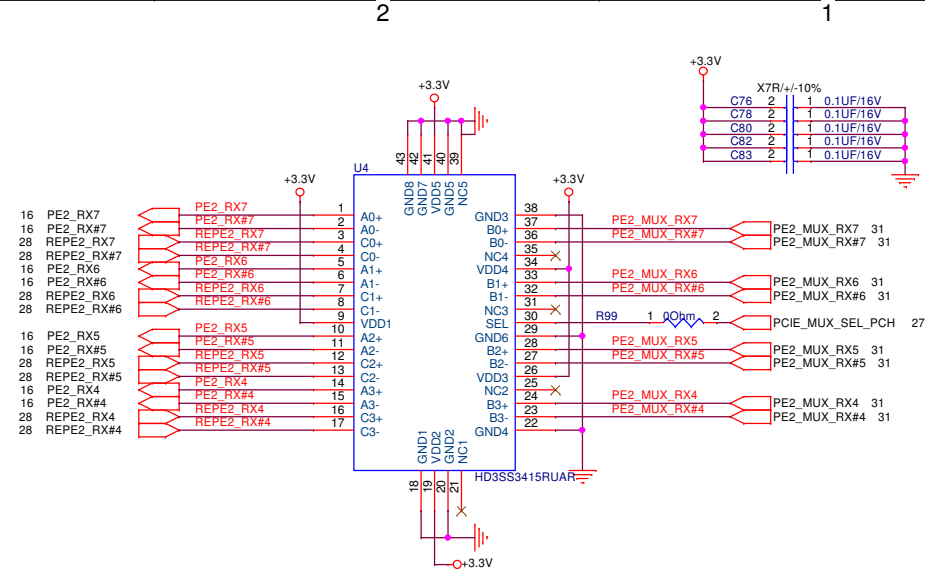 2 1
+3.3V
+3.3V
X7R/+/-10%
C76 2 1 0.1UF/16V
C78 2 1 0.1UF/16V
C80 2 1 0.1UF/16V
C82 2 1 0.1UF/16V
C83 2 1 0.1UF/16V
43 42 41 40 39
U4
GND8 GND7 VDD5 GND5 NC5
+3.3V +3.3V
16 PE2_RX7 PE2_RX7 1 A0+ GND3 38
16 PE2_RX#7 PE2_RX#7 2 A0- B0+ 37 PE2_MUX_RX7 PE2_MUX_RX7 31
28 REPE2_RX7 REPE2_RX7 3 C0+ B0- 36 PE2_MUX_RX#7 PE2_MUX_RX#7 31
28 REPE2_RX#7 REPE2_RX#7 4 C0- NC4 35
16 PE2_RX6 PE2_RX6 5 A1+ VDD4 34
16 PE2_RX#6 PE2_RX#6 6 A1- B1+ 33 PE2_MUX_RX6 PE2_MUX_RX6 31
28 REPE2_RX6 REPE2_RX6 7 C1+ B1- 32 PE2_MUX_RX#6 PE2_MUX_RX#6 31
28 REPE2_RX#6 REPE2_RX#6 8 C1- NC3 31
9 VDD1 SEL 30 R99 1 0Ohm 2 PCIE_MUX_SEL_PCH 27
16 PE2_RX5 PE2_RX5 10 A2+ GND6 29
16 PE2_RX#5 PE2_RX#5 11 A2- B2+ 28 PE2_MUX_RX5 PE2_MUX_RX5 31
28 REPE2_RX5 REPE2_RX5 12 C2+ B2- 27 PE2_MUX_RX#5 PE2_MUX_RX#5 31
28 REPE2_RX#5 REPE2_RX#5 13 C2- VDD3 26
16 PE2_RX4 PE2_RX4 14 A3+ NC2 25
16 PE2_RX#4 PE2_RX#4 15 A3- B3+ 24 PE2_MUX_RX4 PE2_MUX_RX4 31
28 REPE2_RX4 REPE2_RX4 16 C3+ B3- 23 PE2_MUX_RX#4 PE2_MUX_RX#4 31
28 REPE2_RX#4 REPE2_RX#4 17 C3- GND4 22
GND1 VDD2 GND2 NC1
HD3SS3415RUAR
18 19 20 21
+3.3V